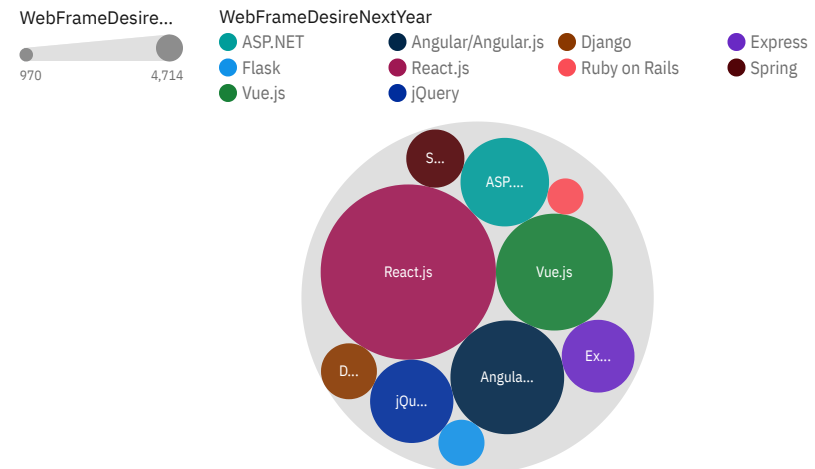 WebFrameDesire...
970
4,714
WebFrameDesireNextYear
ASP.NET
Angular/Angular.js
Django
Express
Flask
React.js
Ruby on Rails
Spring
Vue.js
jQuery
S...
ASP....
React.js
Vue.js
Ex...
D...
Angula...
jQu...